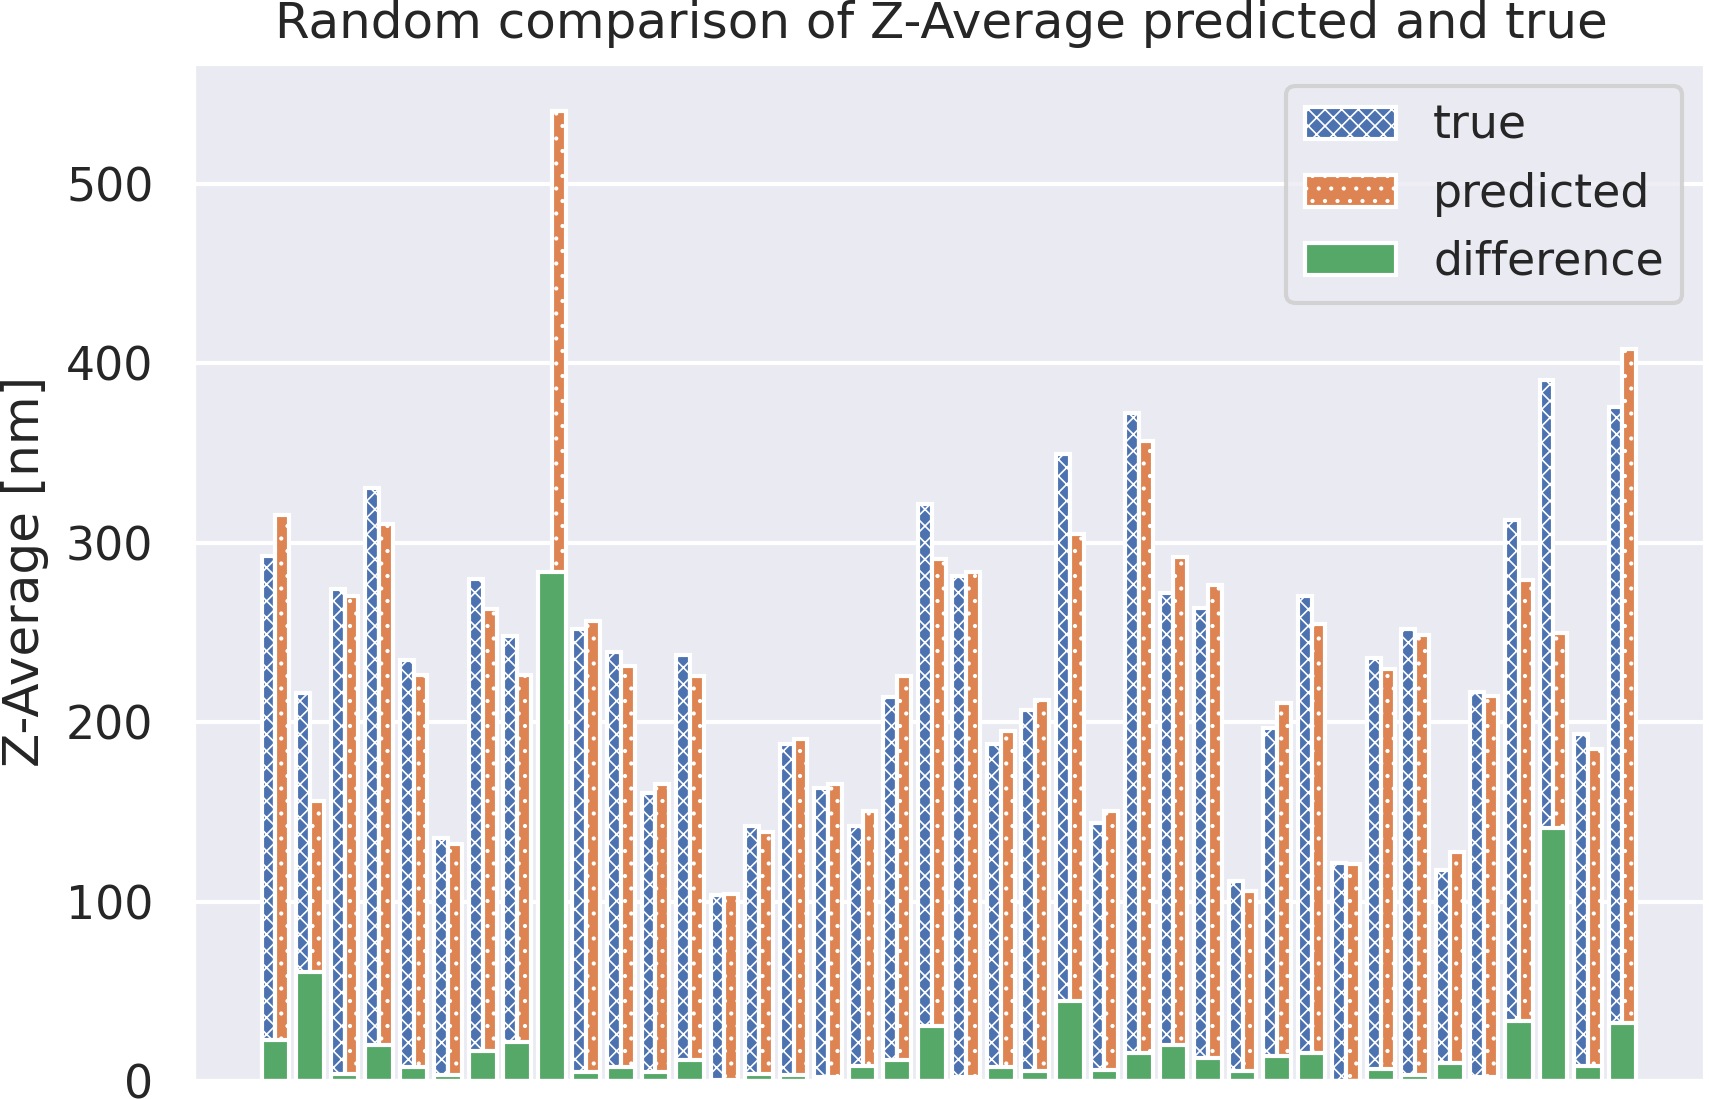 Random comparison of Z-Average predicted and true
Z-Average [nm]
500
400
300
200
100
0
true
predicted
difference